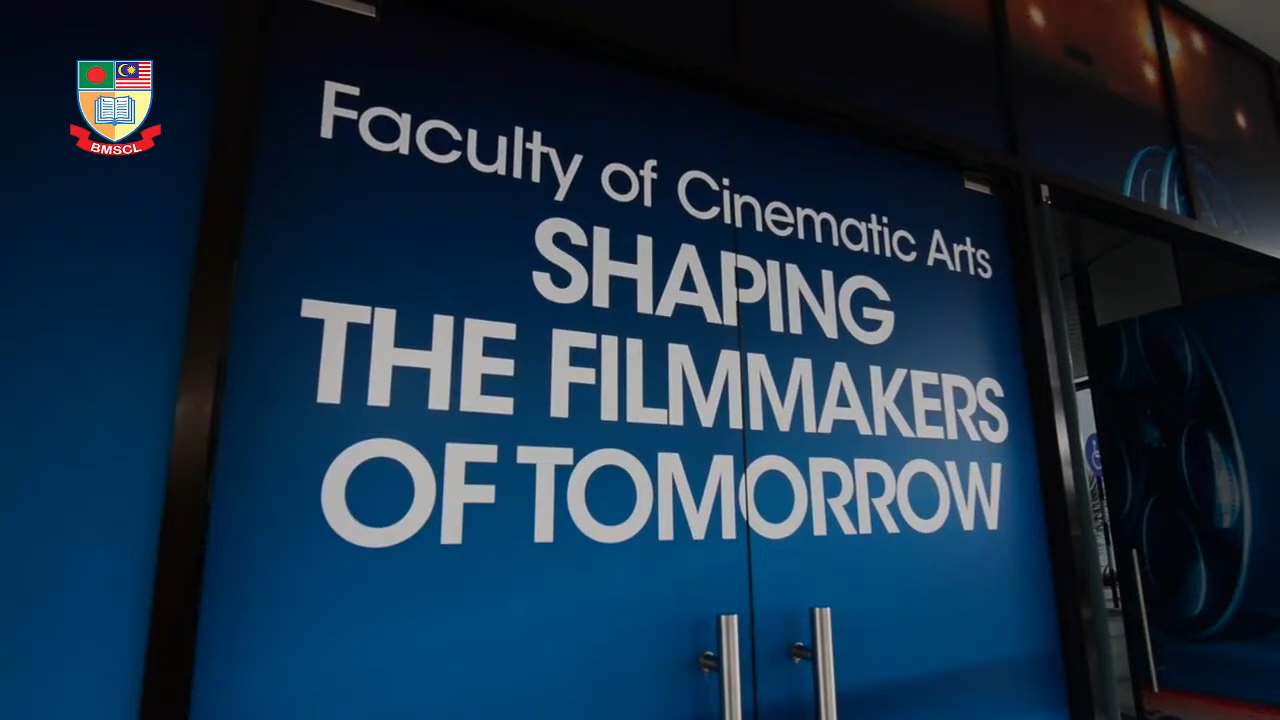 BMSCL
Faculty of Cinematic Arts
SHAPING
THE FILMMAKERS
OF TOMORROW